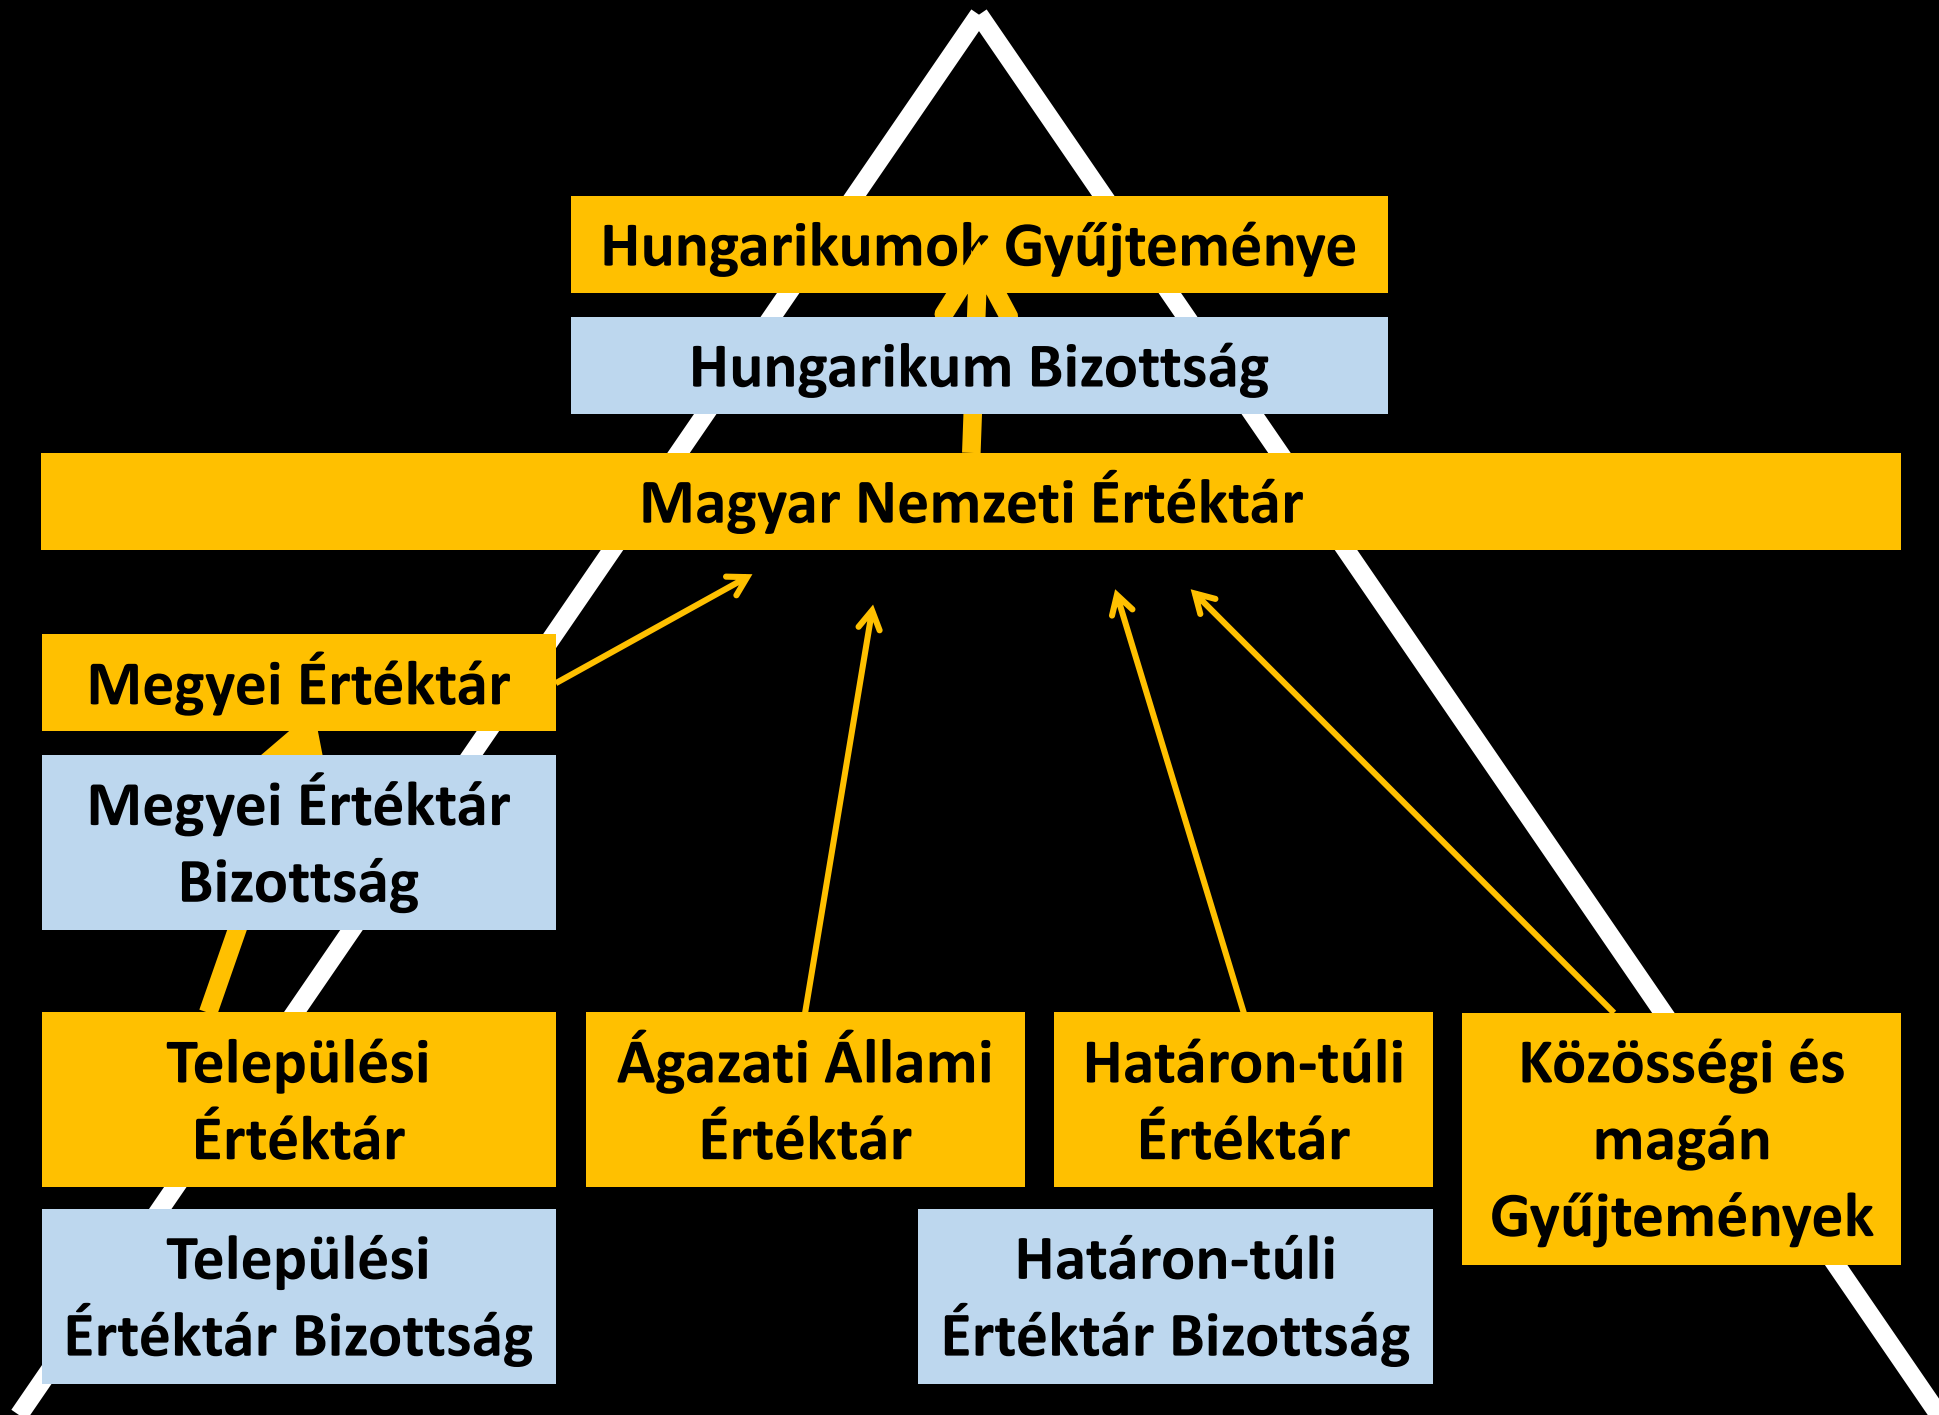 Hungarikumok Gyűjteménye
Hungarikum Bizottság
Magyar Nemzeti Értéktár
Megyei Értéktár
Megyei Értéktár
Bizottság
Települési
Értéktár
Ágazati Állami
Értéktár
Határon-túli
Értéktár
Közösségi és
magán
Gyűjtemények
Települési
Értéktár Bizottság
Határon-túli
Értéktár Bizottság